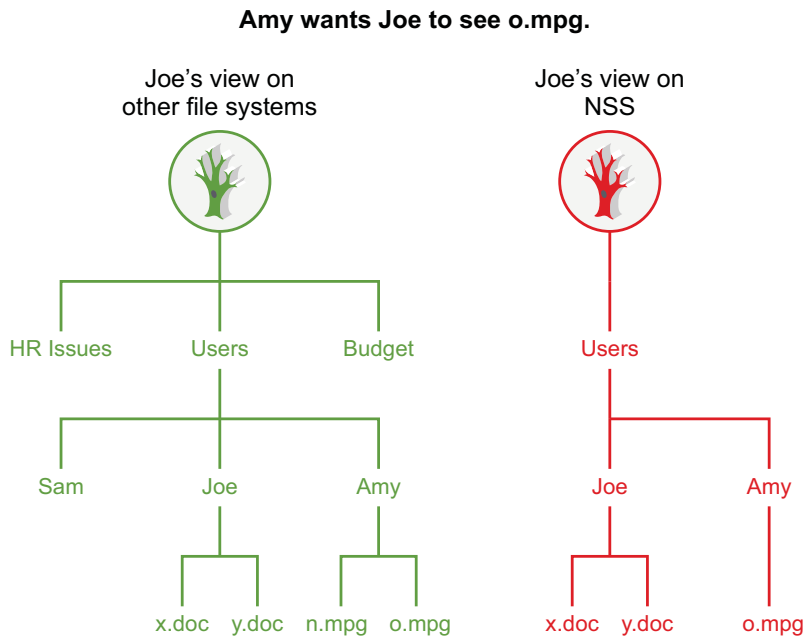 Amy wants Joe to see o.mpg.
Joe’s view on
other file systems
Joe’s view on
NSS
HR Issues
Users
Budget
Users
Sam
Joe
Amy
Joe
Amy
x.doc
y.doc
n.mpg
o.mpg
x.doc
y.doc
o.mpg